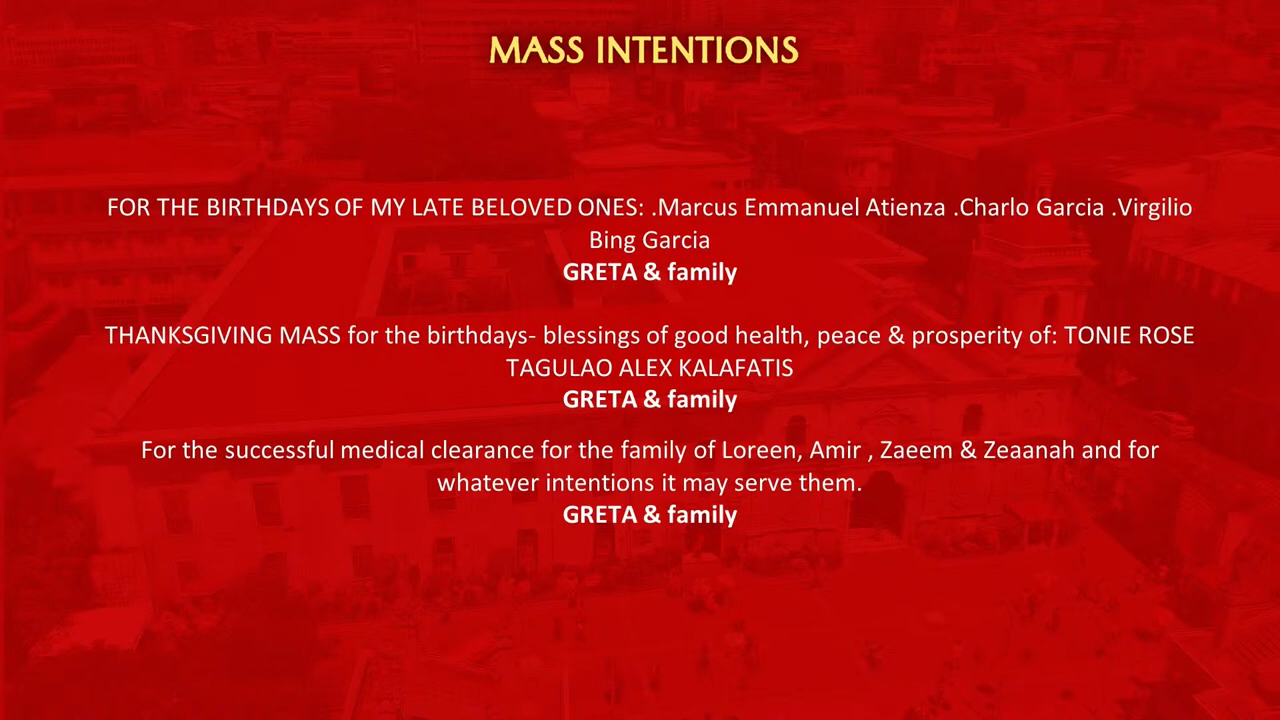 MASS INTENTIONS
FOR THE BIRTHDAYS OF MY LATE BELOVED ONES: .Marcus Emmanuel Atienza .Charlo Garcia .Virgilio
Bing Garcia
GRETA & family
THANKSGIVING MASS for the birthdays- blessings of good health, peace & prosperity of: TONIE ROSE
TAGULAO ALEX KALAFATIS
GRETA & family
For the successful medical clearance for the family of Loreen, Amir , Zaeem & Zeaanah and for
whatever intentions it may serve them.
GRETA & family